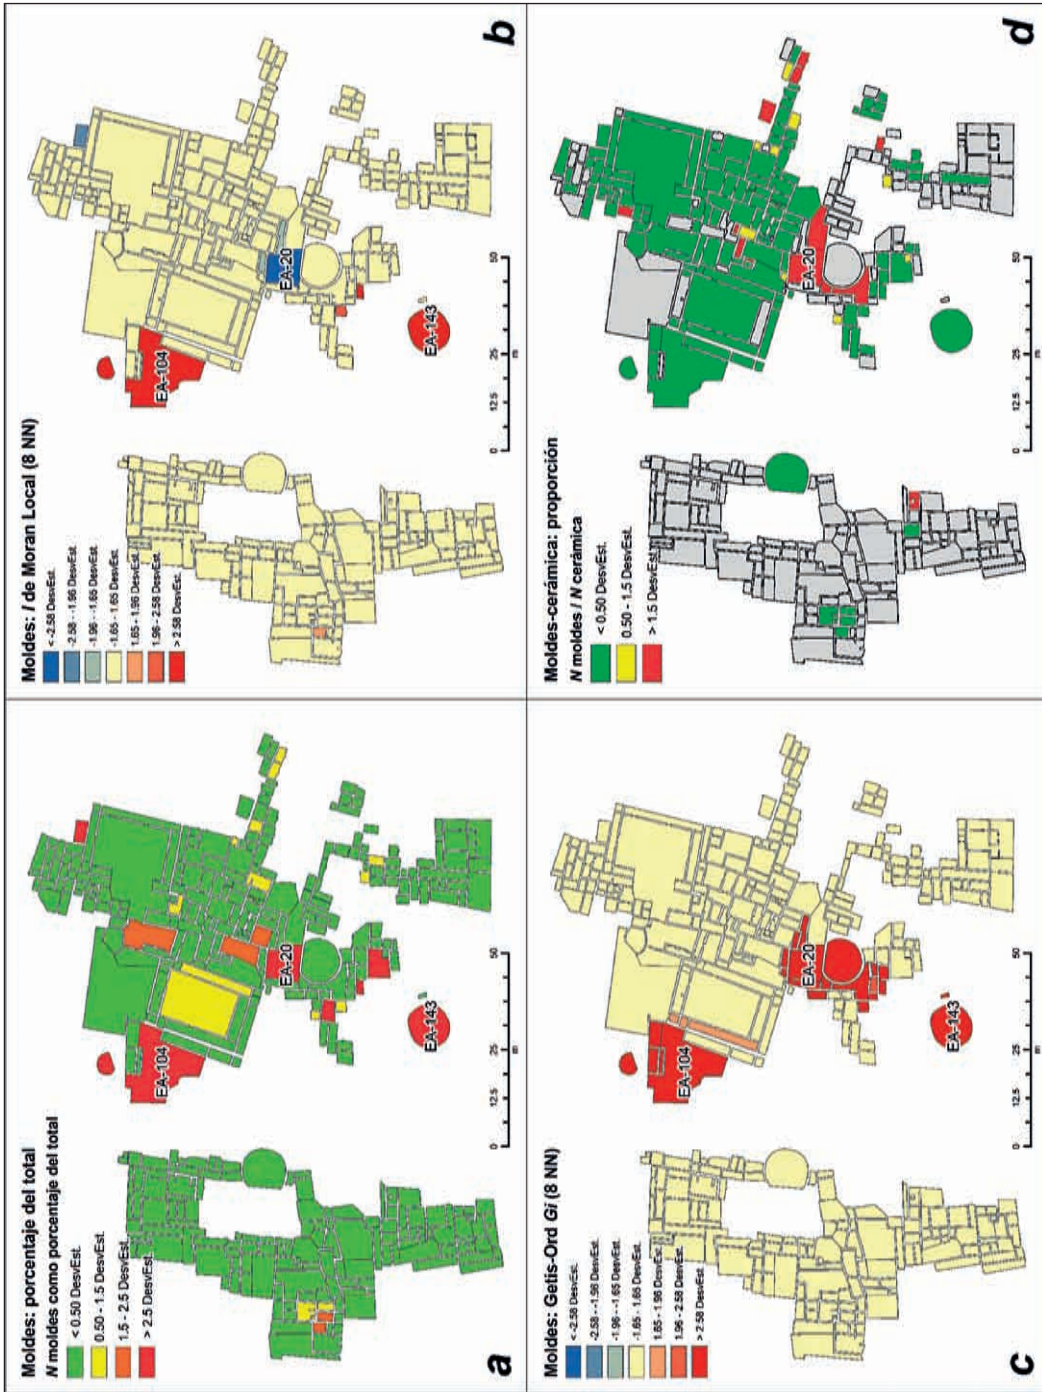 Moldes: porcentaje del total
N moldes como porcentaje del total
< 0.50 DesvEst.
0.50 - 1.5 DesvEst.
1.5 - 2.5 DesvEst.
> 2.5 DesvEst.
EA-104
EA-20
EA-143
0 12.5 25 50
m
a
Moldes: I de Moran Local (8 NN)
< -2.58 DesvEst.
-2.58 - -1.96 DesvEst.
-1.96 - -1.65 DesvEst.
-1.65 - 1.65 DesvEst.
1.65 - 1.96 DesvEst.
1.96 - 2.58 DesvEst.
> 2.58 DesvEst.
EA-104
EA-20
EA-143
0 12.5 25 50
m
b
Moldes: Getis-Ord Gi (8 NN)
< -2.58 DesvEst.
-2.58 - -1.96 DesvEst.
-1.96 - -1.65 DesvEst.
-1.65 - 1.65 DesvEst.
1.65 - 1.96 DesvEst.
1.96 - 2.58 DesvEst.
> 2.58 DesvEst.
EA-104
EA-20
EA-143
0 12.5 25 50
m
c
Moldes-cerámica: proporción
N moldes / N cerámica
< 0.50 DesvEst.
0.50 - 1.5 DesvEst.
> 1.5 DesvEst.
EA-20
0 12.5 25 50
m
d